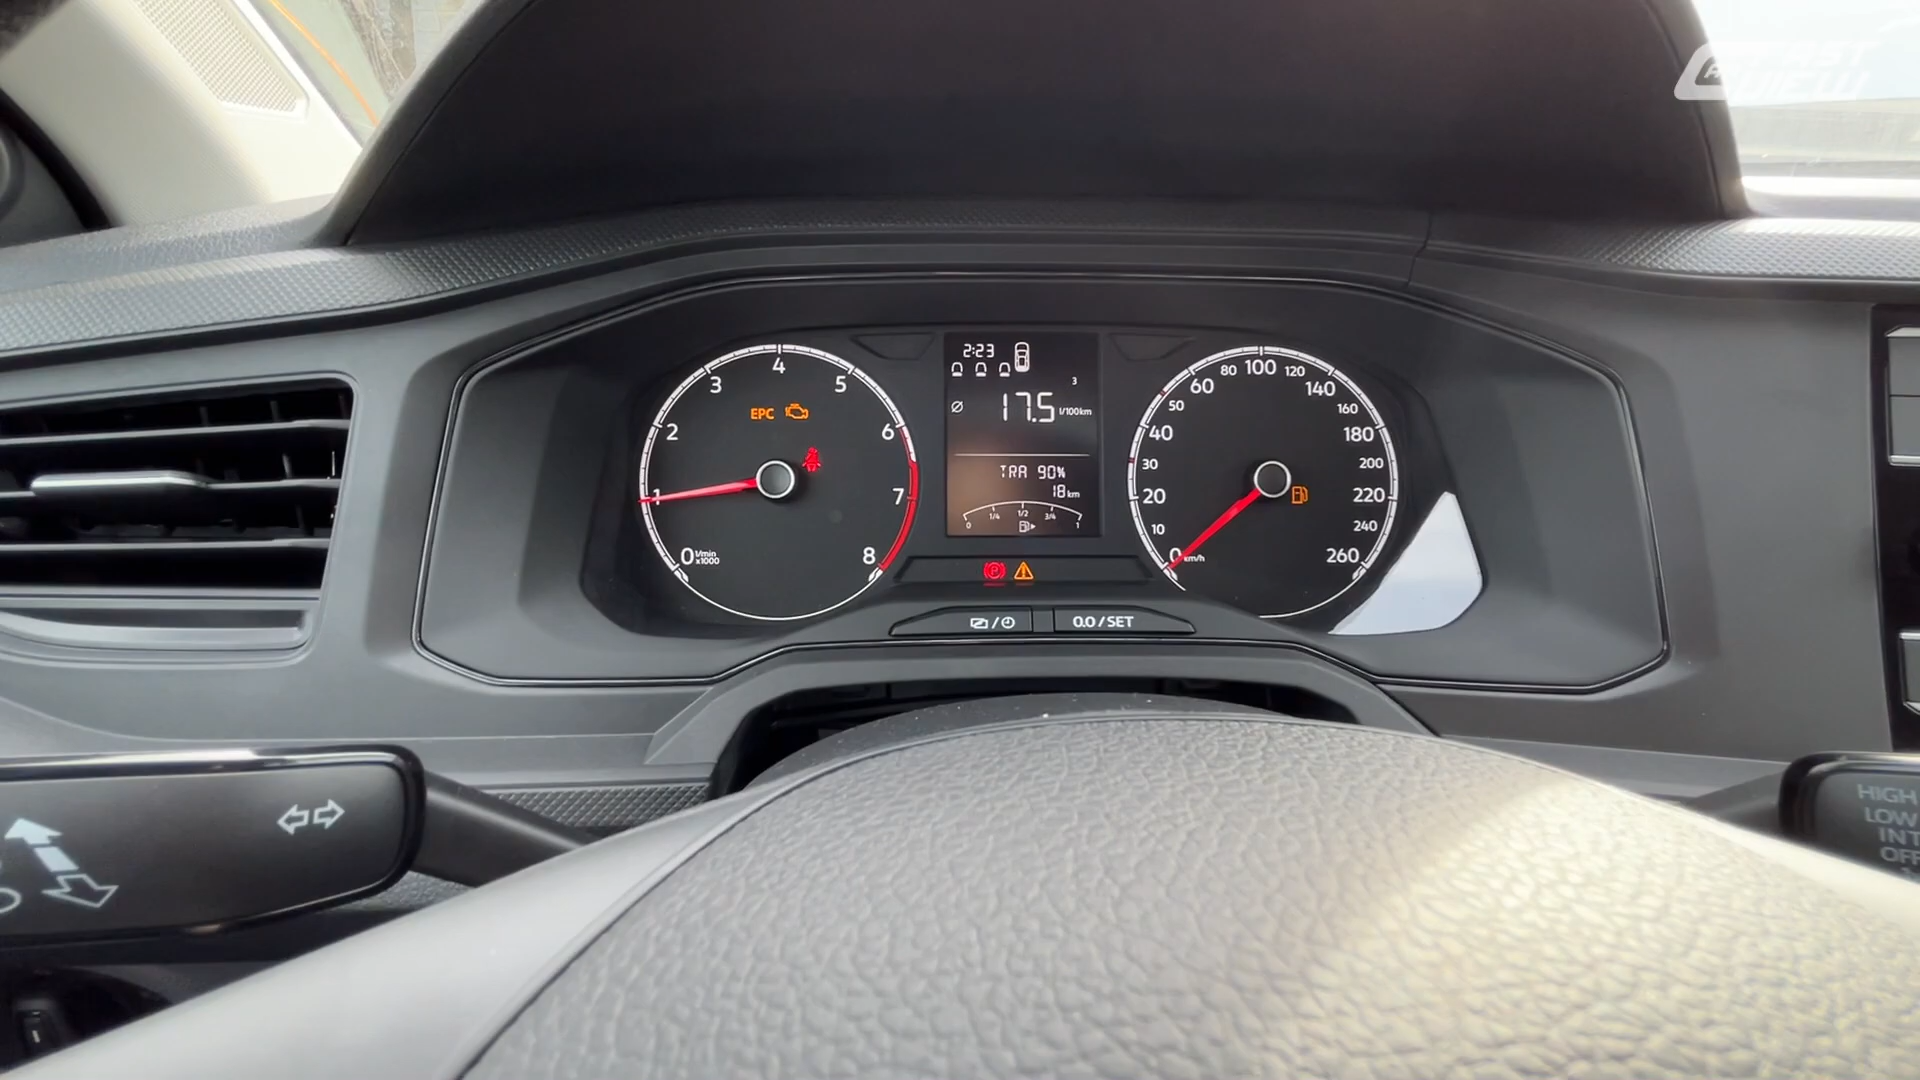 FAST
VIEW
2:23
3
17.5 l/100km
TRA 90%
18 km
0 1/4 1/2 3/4 1
EPC
0 1 2 3 4 5 6 7 8
1/min
x1000
0 10 20 30 40 50 60 80 100 120 140 160 180 200 220 240 260
km/h
P
/
0.0 / SET
HIGH
LOW
INT
OFF